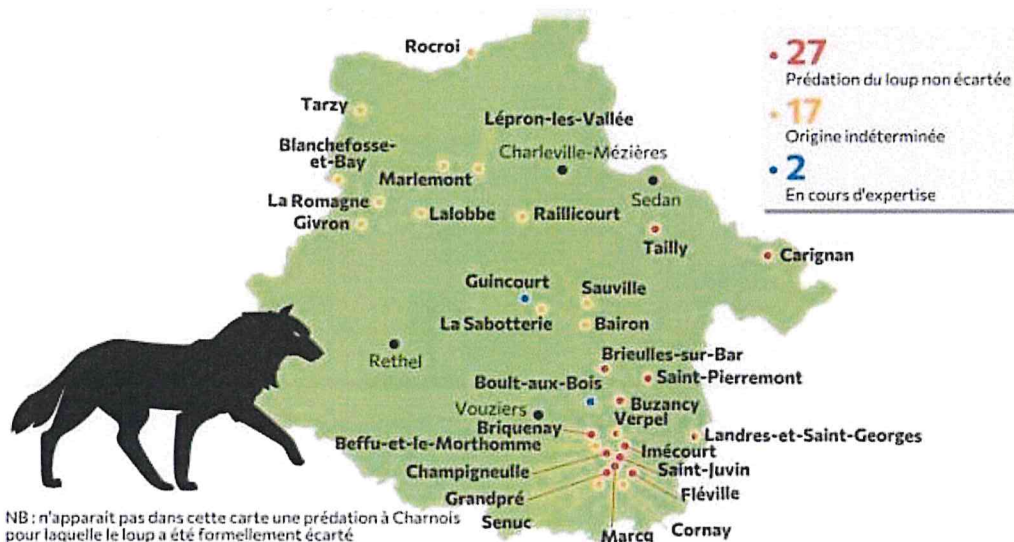 Rocroi
27
Prédation du loup non écartée
Tarzy
17
Lépron-les-Vallée
Origine indéterminée
Blanchefosse-
et-Bay
Charleville-Mézières
2
Marlemont
En cours d'expertise
La Romagne
Sedan
Lalobbe
Raillicourt
Givron
Tailly
Carignan
Guincourt
Sauville
La Sabotterie
Bairon
Rethel
Brieulles-sur-Bar
Saint-Pierremont
Boult-aux-Bois
Buzancy
Vouziers
Verpel
Briquenay
Landres-et-Saint-Georges
Beffu-et-le-Morthomme
Imécourt
Champigneulle
Saint-Juvin
Grandpré
Fléville
Senuc
Marcq
Cornay
NB : n'apparait pas dans cette carte une prédation à Charnois
pour laquelle le loup a été formellement écarté